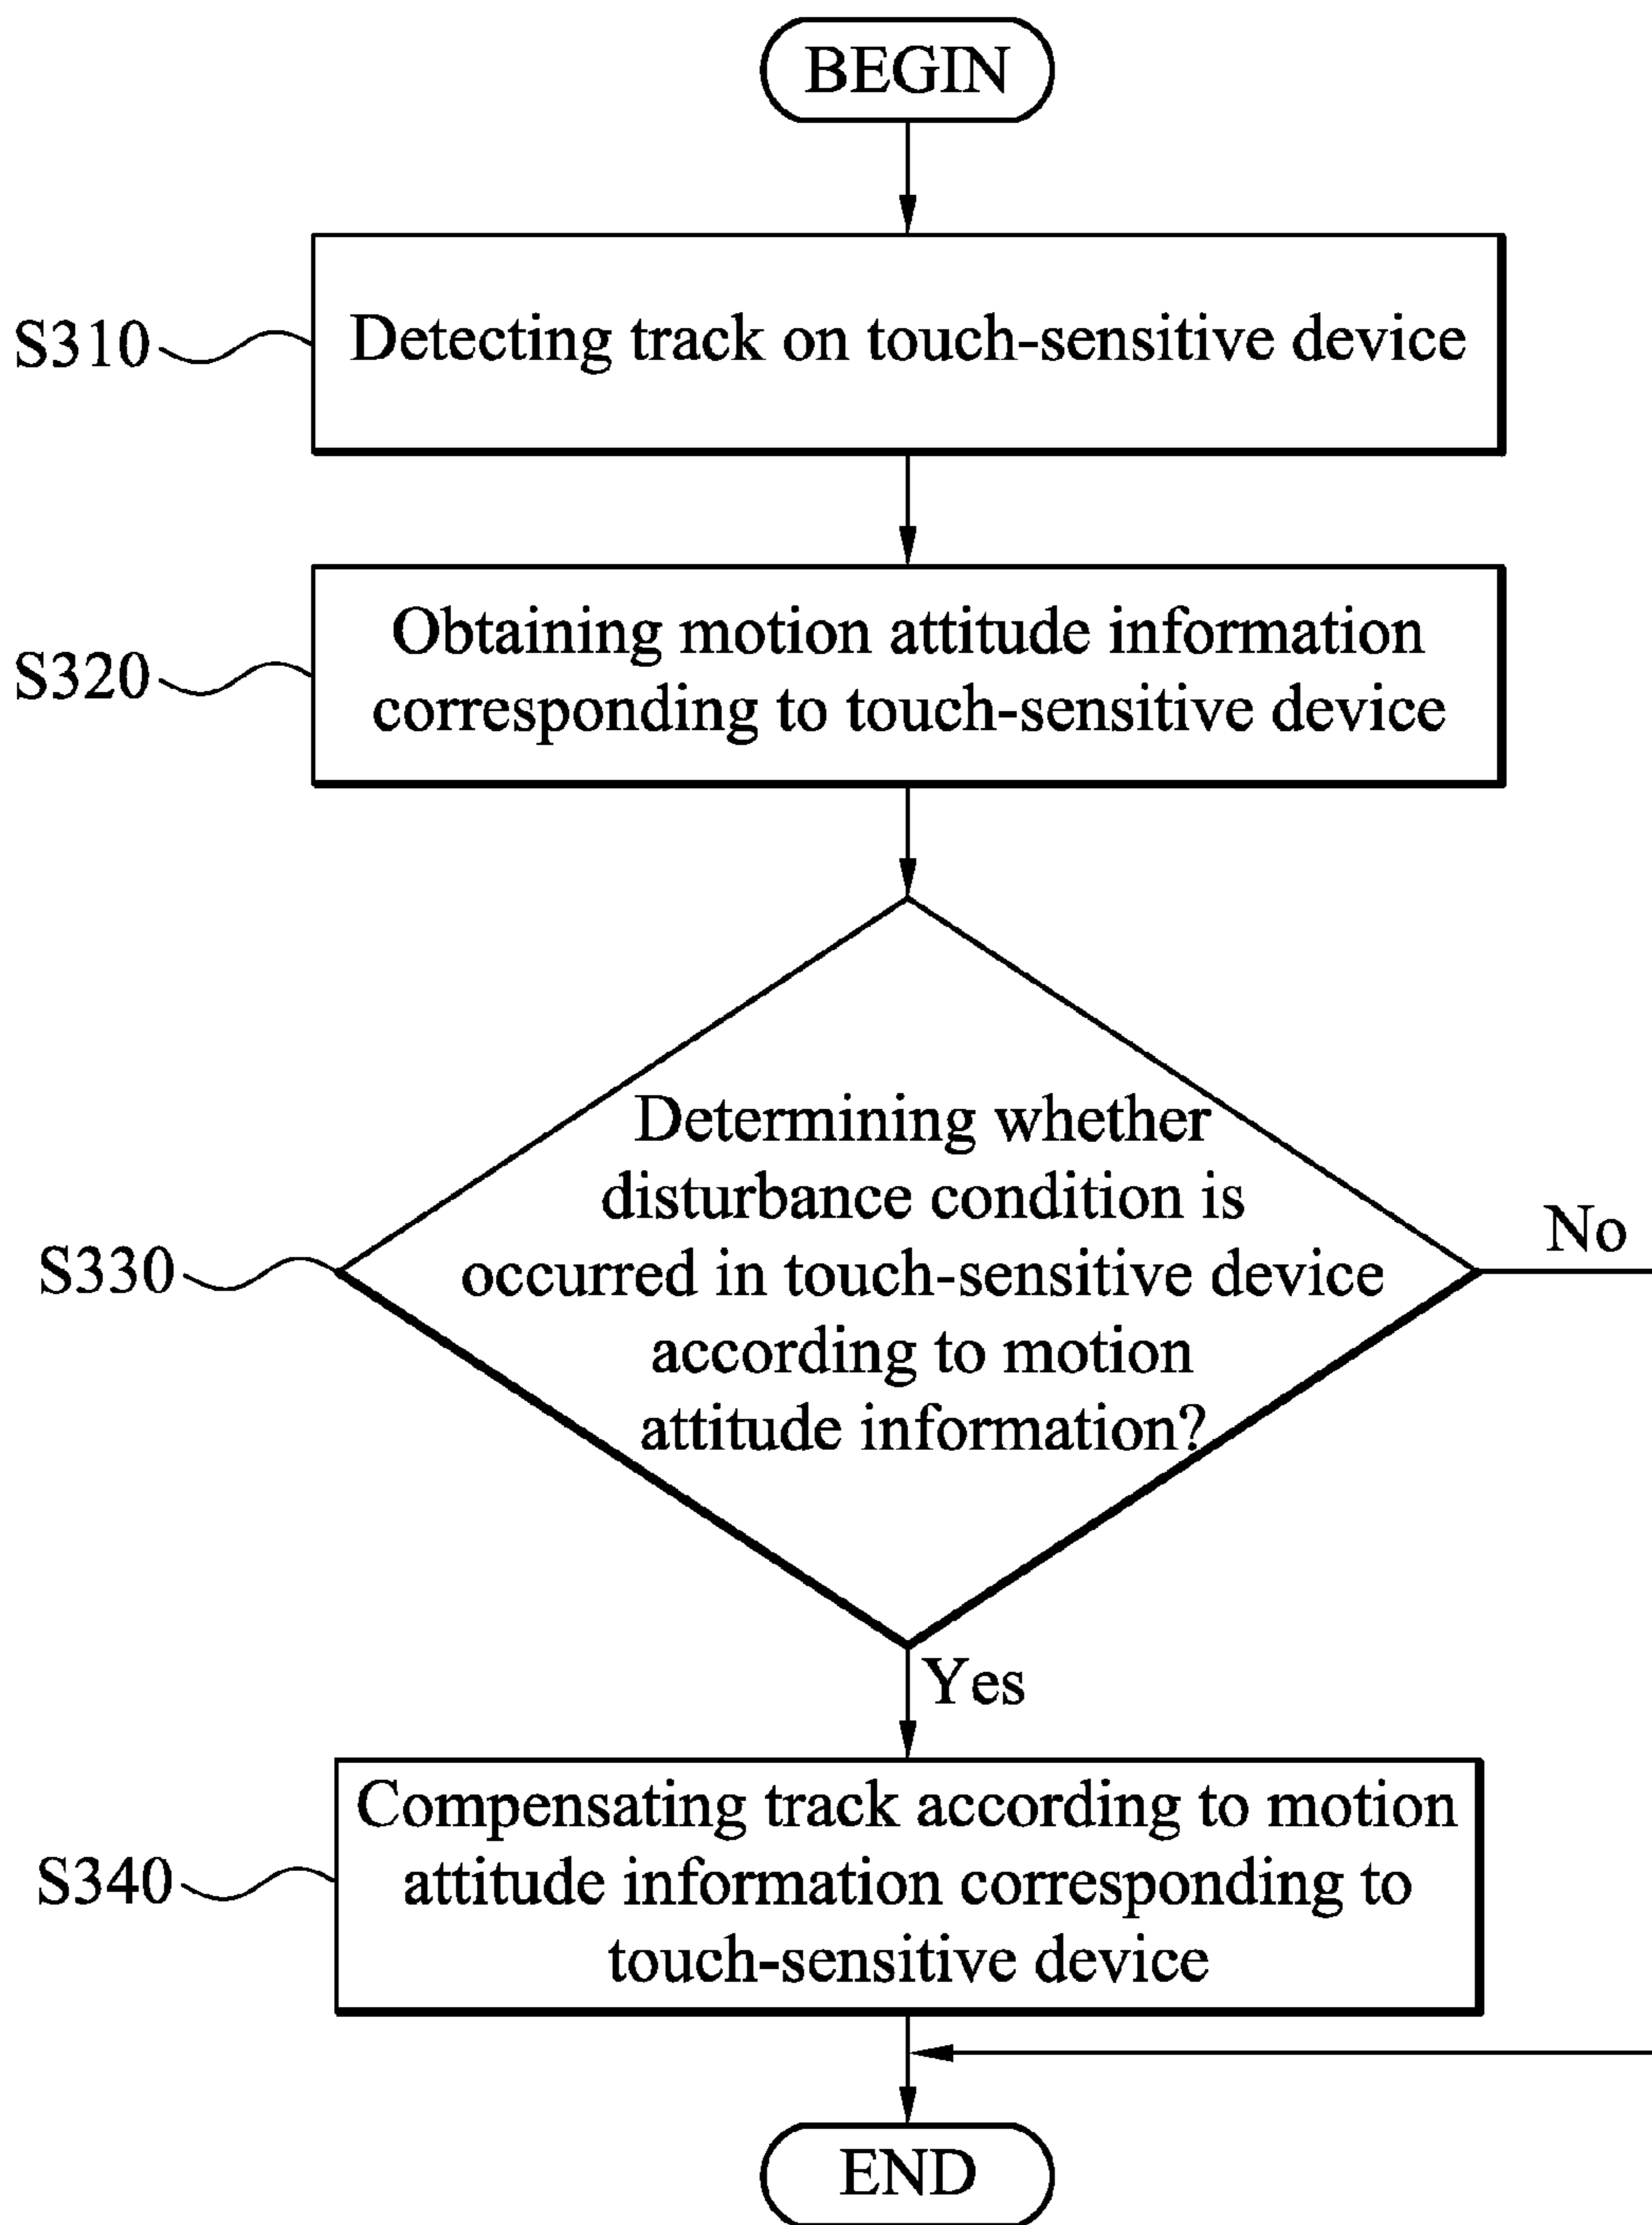 BEGIN
S310
Detecting track on touch-sensitive device
S320
Obtaining motion attitude information
corresponding to touch-sensitive device
S330
Determining whether
disturbance condition is
occurred in touch-sensitive device
according to motion
attitude information?
No
Yes
S340
Compensating track according to motion
attitude information corresponding to
touch-sensitive device
END